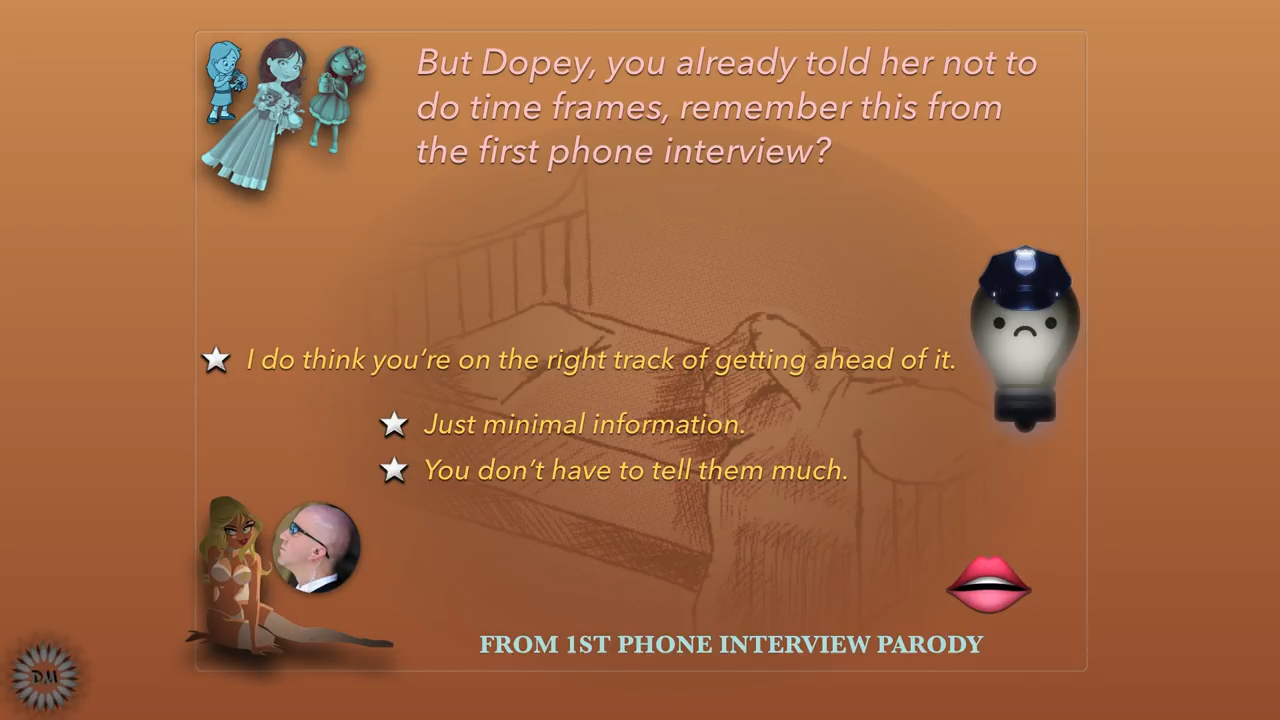 But Dopey, you already told her not to
do time frames, remember this from
the first phone interview?
I do think you're on the right track of getting ahead of it.
Just minimal information.
You don't have to tell them much.
FROM 1ST PHONE INTERVIEW PARODY
DM